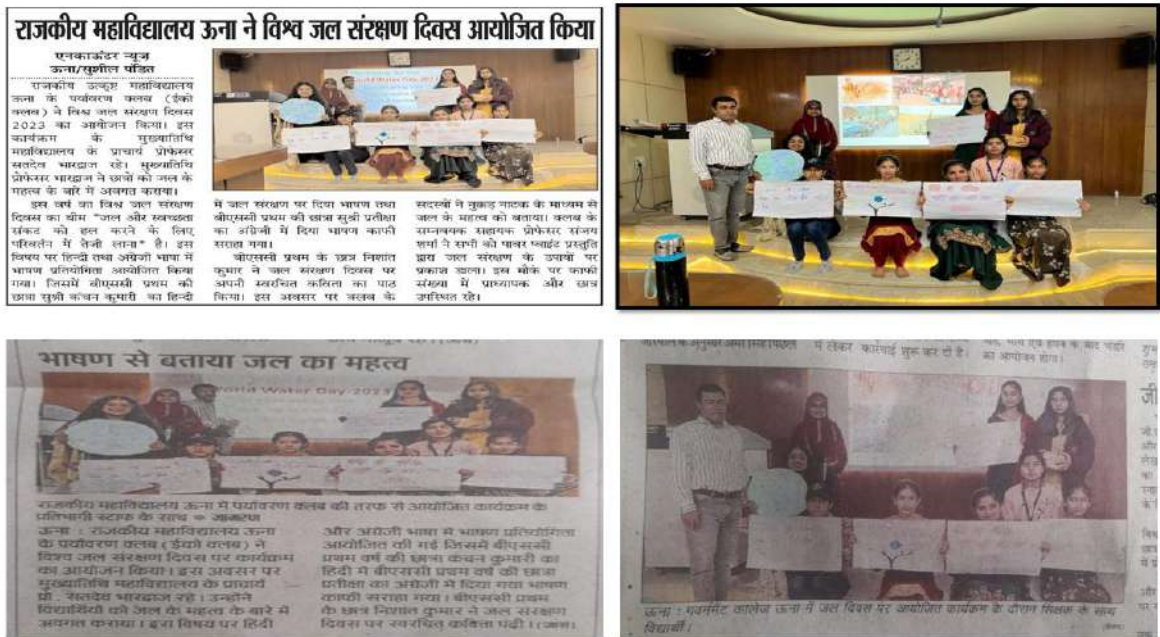 राजकीय महाविद्यालय ऊना ने विश्व जल संरक्षण दिवस आयोजित किया
एनकाऊंटर न्यूज
ऊना/सुशील पंडित
राजकीय उत्कृष्ट महाविद्यालय
ऊना के पर्यावरण क्लब (ईको
क्लब) ने विश्व जल संरक्षण दिवस
2023 का आयोजन किया। इस
कार्यक्रम के मुख्यातिथि
महाविद्यालय के प्राचार्य प्रोफेसर
सतदेव भारद्वाज रहे। मुख्यातिथि
प्रोफेसर भारद्वाज ने छात्रों को जल के
महत्व के बारे में अवगत कराया।
इस वर्ष का विश्व जल संरक्षण
दिवस का थीम "जल और स्वच्छता
संकट को हल करने के लिए
परिवर्तन में तेजी लाना" है। इस
विषय पर हिन्दी तथा अंग्रेजी भाषा में
भाषण प्रतियोगिता आयोजित किया
गया। जिसमें बीएससी प्रथम की
छात्रा सुश्री कंचन कुमारी का हिन्दी
में जल संरक्षण पर दिया भाषण तथा
बीएससी प्रथम की छात्रा सुश्री प्रतीक्षा
का अंग्रेजी में दिया भाषण काफी
सराहा गया।
बीएससी प्रथम के छात्र निशांत
कुमार ने जल संरक्षण दिवस पर
अपनी स्वरचित कविता का पाठ
किया। इस अवसर पर क्लब के
सदस्यों ने नुक्कड़ नाटक के माध्यम से
जल के महत्व को बताया। क्लब के
समन्वयक सहायक प्रोफेसर संजय
शर्मा ने सभी को पावर प्वाइंट प्रस्तुति
द्वारा जल संरक्षण के उपायों पर
प्रकाश डाला। इस मौके पर काफी
संख्या में प्राध्यापक और छात्र
उपस्थित रहे।
World Water Day-2023
भाषण से बताया जल का महत्व
World Water Day-2023
राजकीय महाविद्यालय ऊना में पर्यावरण क्लब की तरफ से आयोजित कार्यक्रम के
प्रतिभागी स्टाफ के साथ • जागरण
ऊना : राजकीय महाविद्यालय ऊना
के पर्यावरण क्लब (ईको क्लब) ने
विश्व जल संरक्षण दिवस पर कार्यक्रम
का आयोजन किया। इस अवसर पर
मुख्यातिथि महाविद्यालय के प्राचार्य
प्रो. सतदेव भारद्वाज रहे। उन्होंने
विद्यार्थियों को जल के महत्व के बारे में
अवगत कराया। इस विषय पर हिंदी
और अंग्रेजी भाषा में भाषण प्रतियोगिता
आयोजित की गई जिसमें बीएससी
प्रथम वर्ष की छात्रा कंचन कुमारी का
हिंदी में बीएससी प्रथम वर्ष की छात्रा
प्रतीक्षा का अंग्रेजी में दिया गया भाषण
काफी सराहा गया। बीएससी प्रथम
के छात्र निशांत कुमार ने जल संरक्षण
दिवस पर स्वरचित कविता पढ़ी। (जासं)
में लेकर कारवाई शुरू कर दी है।
का आयोजन होगा।
ऊना : गवर्नमेंट कालेज ऊना में जल दिवस पर आयोजित कार्यक्रम के दौरान शिक्षक के साथ
विद्यार्थी।